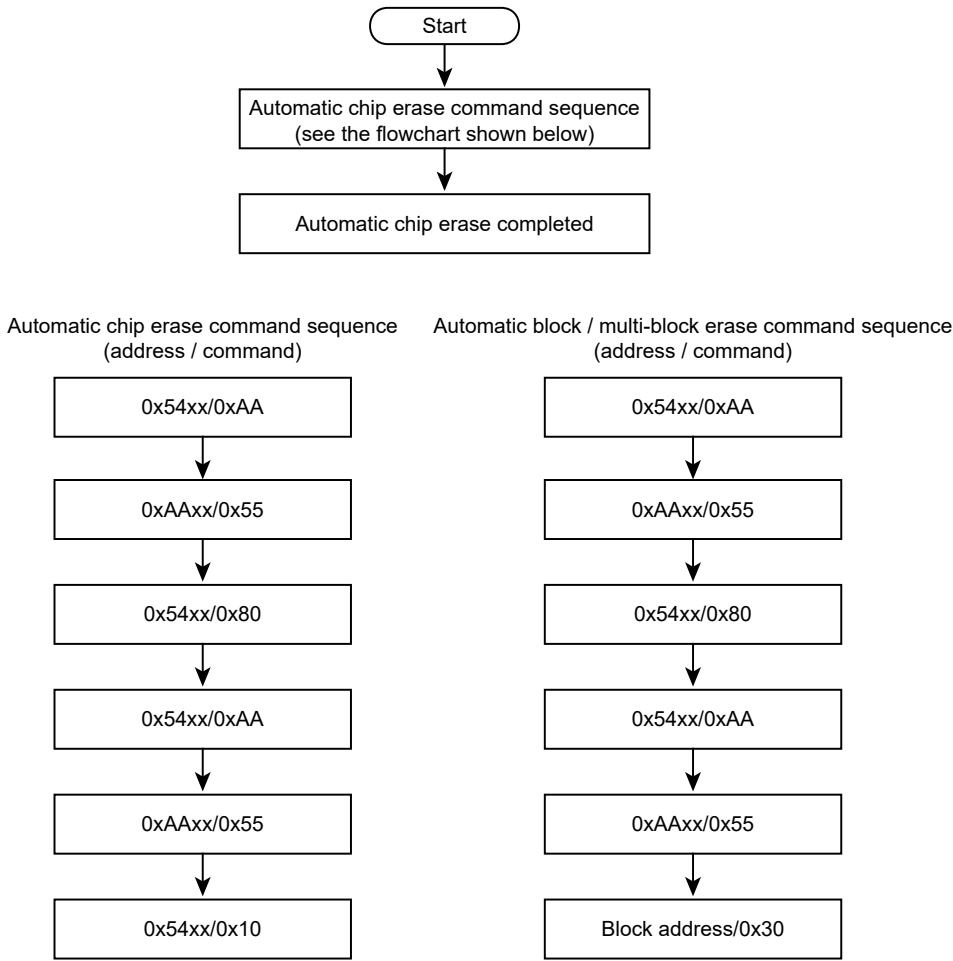 Start
Automatic chip erase command sequence
(see the flowchart shown below)
Automatic chip erase completed
Automatic chip erase command sequence
(address / command)
0x54xx/0xAA
0xAAxx/0x55
0x54xx/0x80
0x54xx/0xAA
0xAAxx/0x55
0x54xx/0x10
Automatic block / multi-block erase command sequence
(address / command)
0x54xx/0xAA
0xAAxx/0x55
0x54xx/0x80
0x54xx/0xAA
0xAAxx/0x55
Block address/0x30